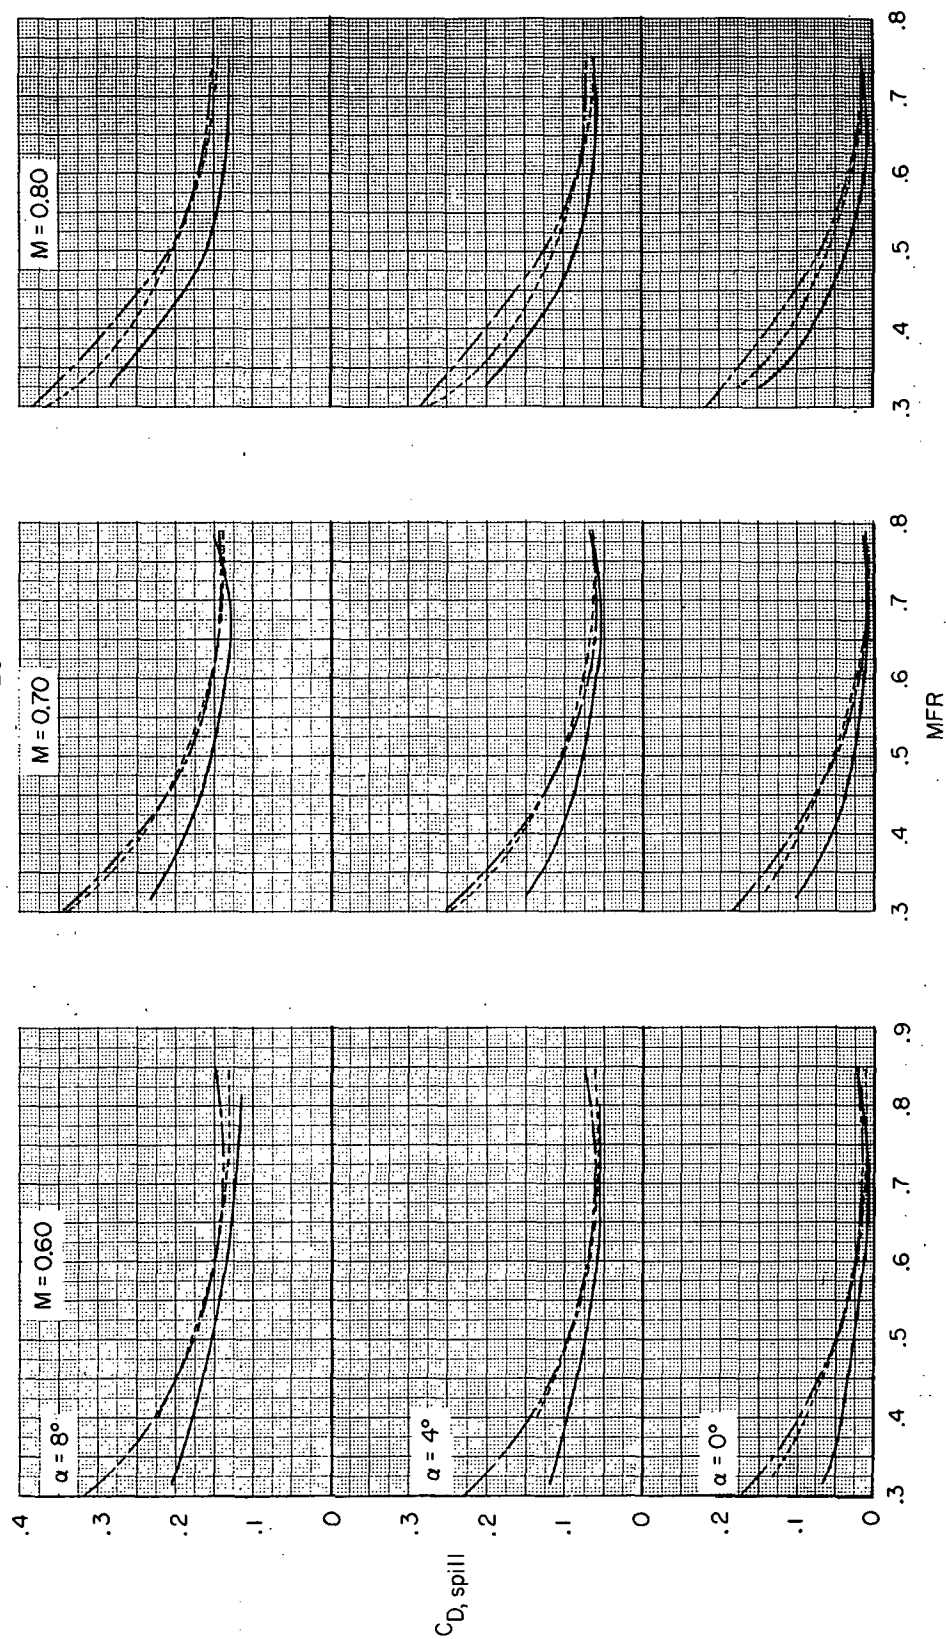 M = 0.60
M = 0.70
M = 0.80
α = 8°
α = 4°
α = 0°
C_D, spill
.4
.3
.2
.1
0
.3
.2
.1
0
.2
.1
0
.3 .4 .5 .6 .7 .8 .9
.3 .4 .5 .6 .7 .8
.3 .4 .5 .6 .7 .8
MFR